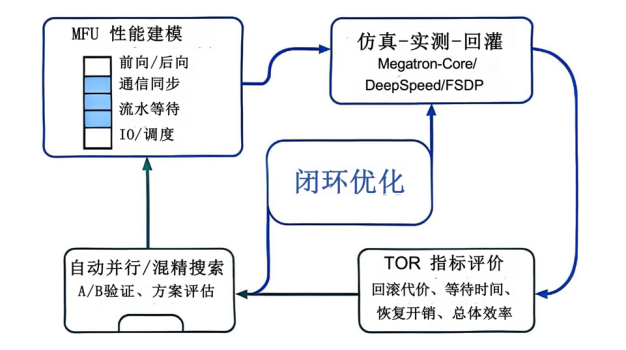 MFU 性能建模
前向/后向
通信同步
流水等待
IO/调度
仿真-实测-回灌
Megatron-Core/
DeepSpeed/FSDP
闭环优化
自动并行/混精搜索
A/B验证、方案评估
TOR 指标评价
回滚代价、等待时间、
恢复开销、总体效率